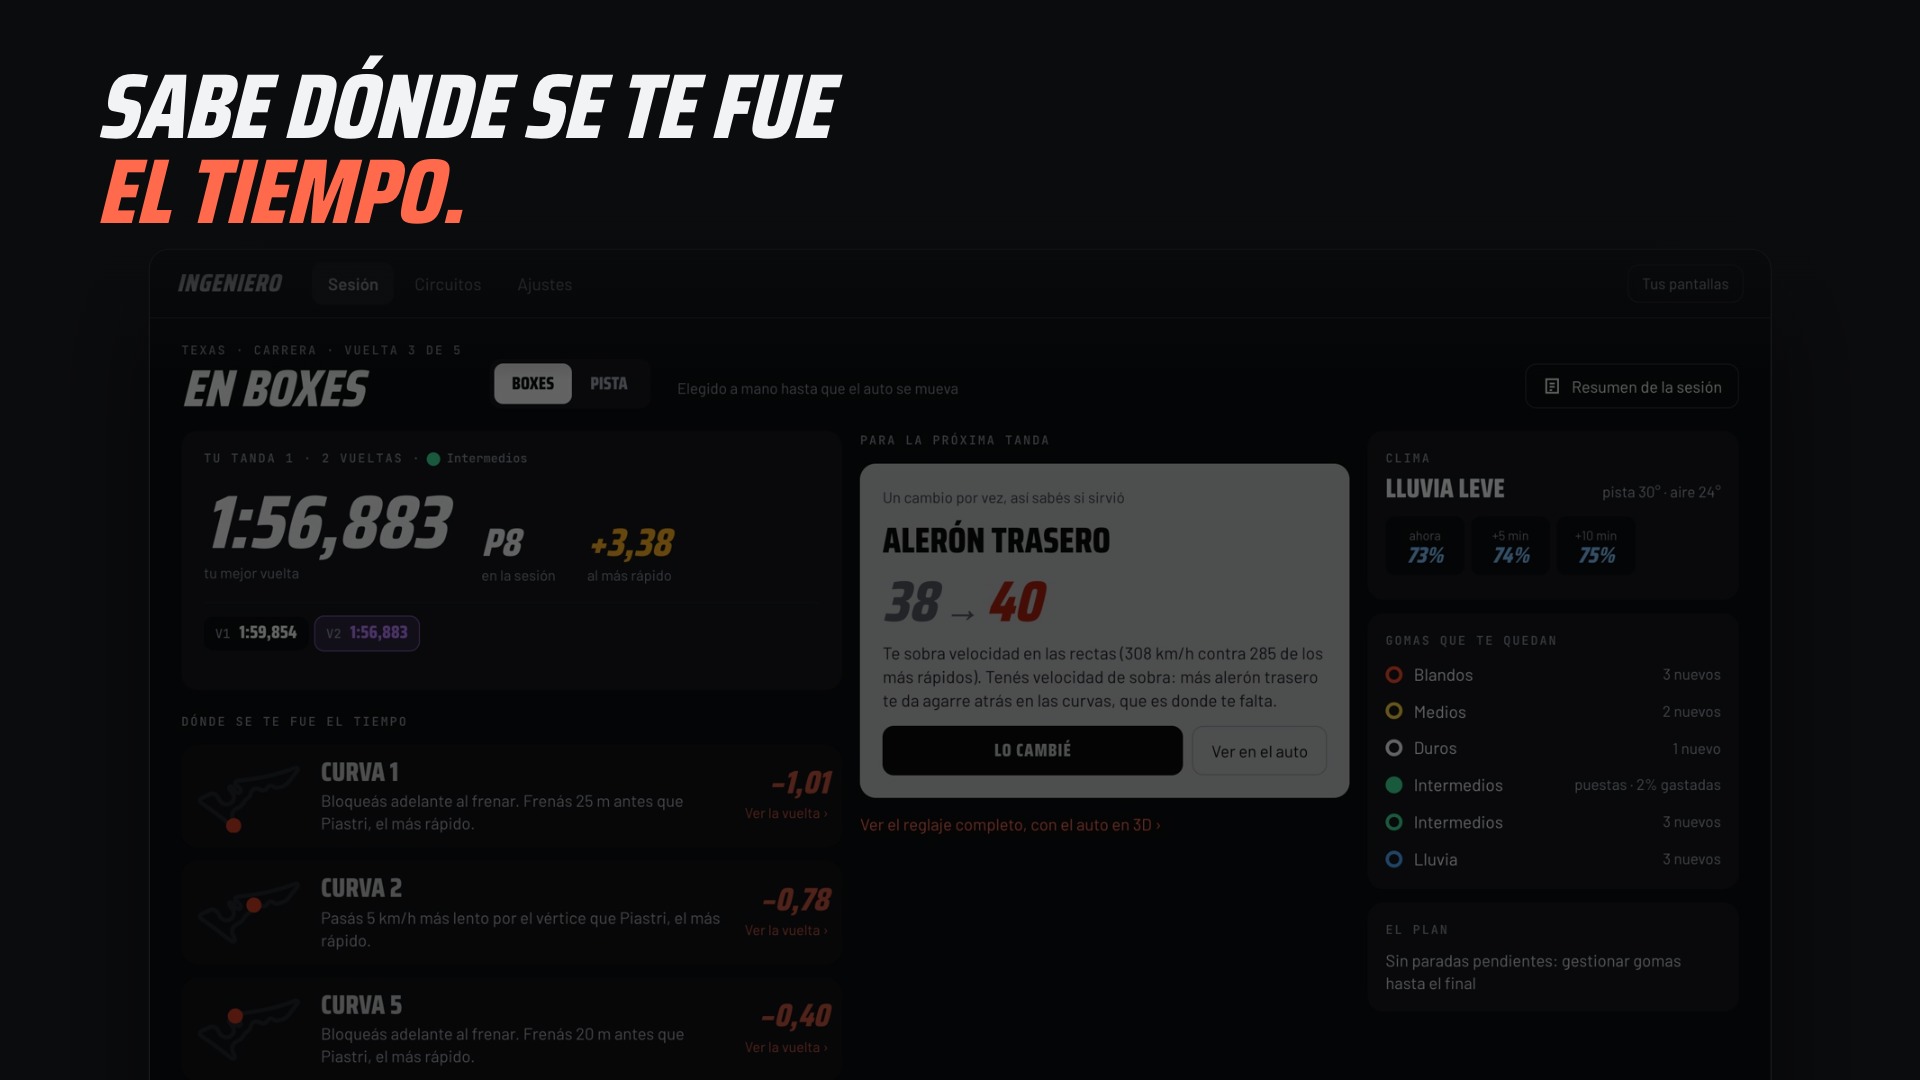 SABE DÓNDE SE TE FUE
EL TIEMPO.
INGENIERO
Sesión
Circuitos
Ajustes
Tus pantallas
TEXAS · CARRERA · VUELTA 3 DE 5
EN BOXES
BOXES
PISTA
Elegido a mano hasta que el auto se mueva
Resumen de la sesión
TU TANDA 1 · 2 VUELTAS · Intermedios
1:56,883
tu mejor vuelta
P8
en la sesión
+3,38
al más rápido
V1 1:59,854
V2 1:56,883
DÓNDE SE TE FUE EL TIEMPO
CURVA 1
Bloqueás adelante al frenar. Frenás 25 m antes que
Piastri, el más rápido.
−1,01
Ver la vuelta ›
CURVA 2
Pasás 5 km/h más lento por el vértice que Piastri, el más
rápido.
−0,78
Ver la vuelta ›
CURVA 5
Bloqueás adelante al frenar. Frenás 20 m antes que
Piastri, el más rápido.
−0,40
Ver la vuelta ›
PARA LA PRÓXIMA TANDA
Un cambio por vez, así sabés si sirvió
ALERÓN TRASERO
38 → 40
Te sobra velocidad en las rectas (308 km/h contra 285 de los
más rápidos). Tenés velocidad de sobra: más alerón trasero
te da agarre atrás en las curvas, que es donde te falta.
LO CAMBIÉ
Ver en el auto
Ver el reglaje completo, con el auto en 3D ›
CLIMA
LLUVIA LEVE
pista 30° · aire 24°
ahora
73%
+5 min
74%
+10 min
75%
GOMAS QUE TE QUEDAN
Blandos 3 nuevos
Medios 2 nuevos
Duros 1 nuevo
Intermedios puestas · 2% gastadas
Intermedios 3 nuevos
Lluvia 3 nuevos
EL PLAN
Sin paradas pendientes: gestionar gomas
hasta el final